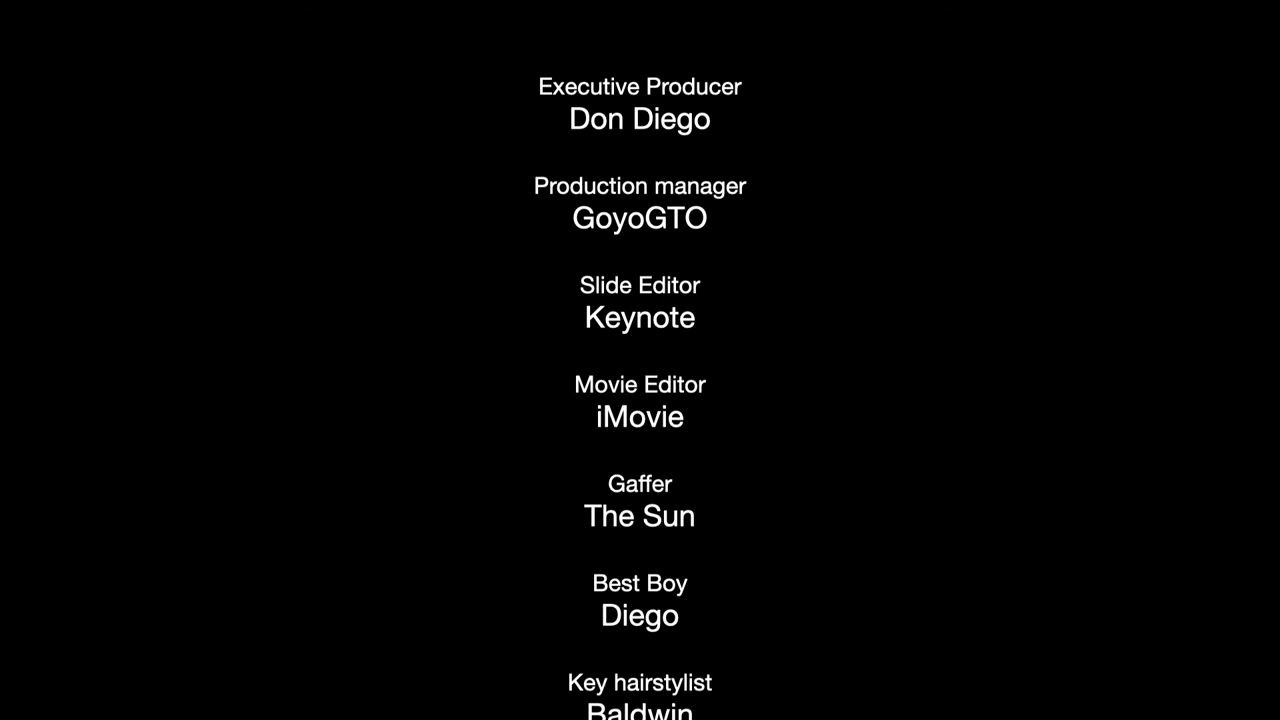 Executive Producer
Don Diego
Production manager
GoyoGTO
Slide Editor
Keynote
Movie Editor
iMovie
Gaffer
The Sun
Best Boy
Diego
Key hairstylist
Baldwin